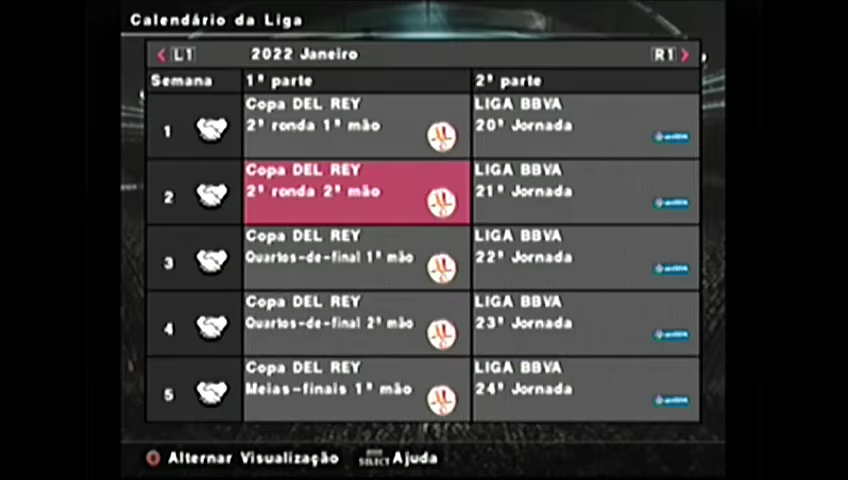 Calendário da Liga
L1 2022 Janeiro R1
Semana 1ª parte 2ª parte
Copa DEL REY LIGA BBVA
1 2ª ronda 1ª mão 20ª Jornada
Copa DEL REY LIGA BBVA
2 2ª ronda 2ª mão 21ª Jornada
Copa DEL REY LIGA BBVA
3 Quartos-de-final 1ª mão 22ª Jornada
Copa DEL REY LIGA BBVA
4 Quartos-de-final 2ª mão 23ª Jornada
Copa DEL REY LIGA BBVA
5 Meias-finais 1ª mão 24ª Jornada
Alternar Visualização SELECT Ajuda